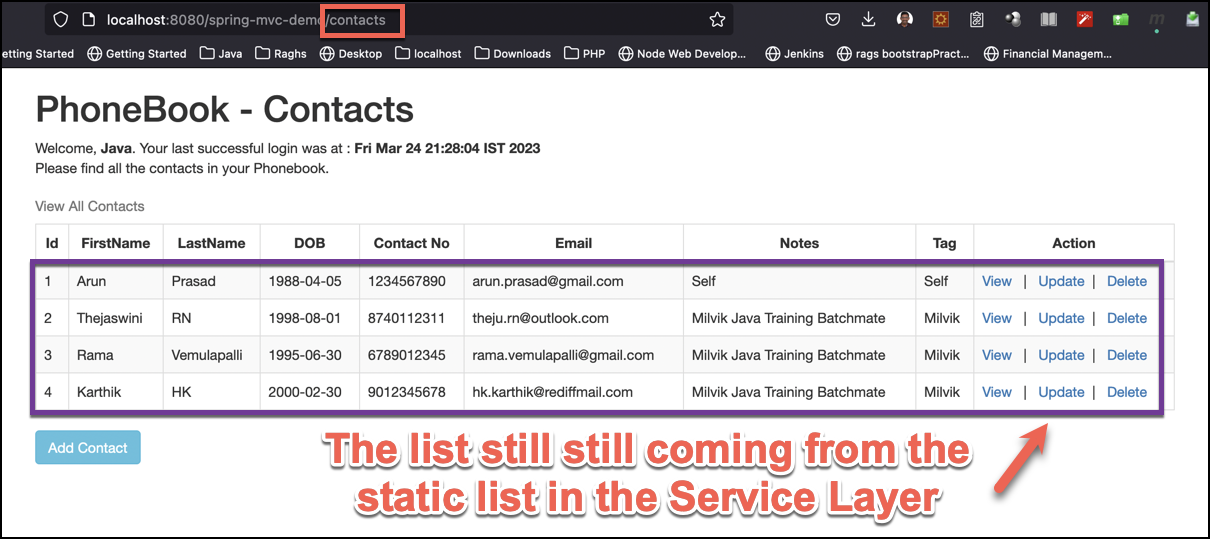 localhost:8080/spring-mvc-demo/contacts
etting Started Getting Started Java Raghs Desktop localhost Downloads PHP Node Web Develop... Jenkins rags bootstrapPract... Financial Managem...
PhoneBook - Contacts
Welcome, Java. Your last successful login was at : Fri Mar 24 21:28:04 IST 2023
Please find all the contacts in your Phonebook.
View All Contacts
Id FirstName LastName DOB Contact No Email Notes Tag Action
1 Arun Prasad 1988-04-05 1234567890 arun.prasad@gmail.com Self Self View | Update | Delete
2 Thejaswini RN 1998-08-01 8740112311 theju.rn@outlook.com Milvik Java Training Batchmate Milvik View | Update | Delete
3 Rama Vemulapalli 1995-06-30 6789012345 rama.vemulapalli@gmail.com Milvik Java Training Batchmate Milvik View | Update | Delete
4 Karthik HK 2000-02-30 9012345678 hk.karthik@rediffmail.com Milvik Java Training Batchmate Milvik View | Update | Delete
Add Contact
The list still still coming from the
static list in the Service Layer